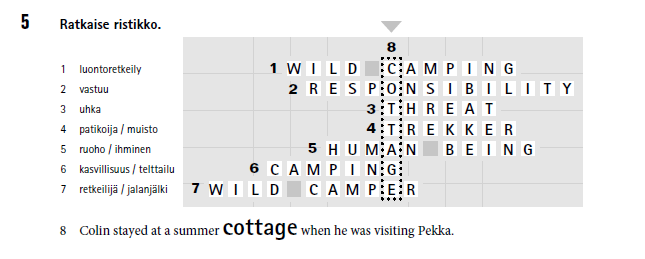 5 Ratkaise ristikko.
8
1 luontoretkeily 1 WILD CAMPING
2 vastuu 2 RESPONSIBILITY
3 uhka 3 THREAT
4 patikoija / muisto 4 TREKKER
5 ruoho / ihminen 5 HUMAN BEING
6 kasvillisuus / telttailu 6 CAMPING
7 retkeilijä / jalanjälki 7 WILD CAMPER
8 Colin stayed at a summer cottage when he was visiting Pekka.